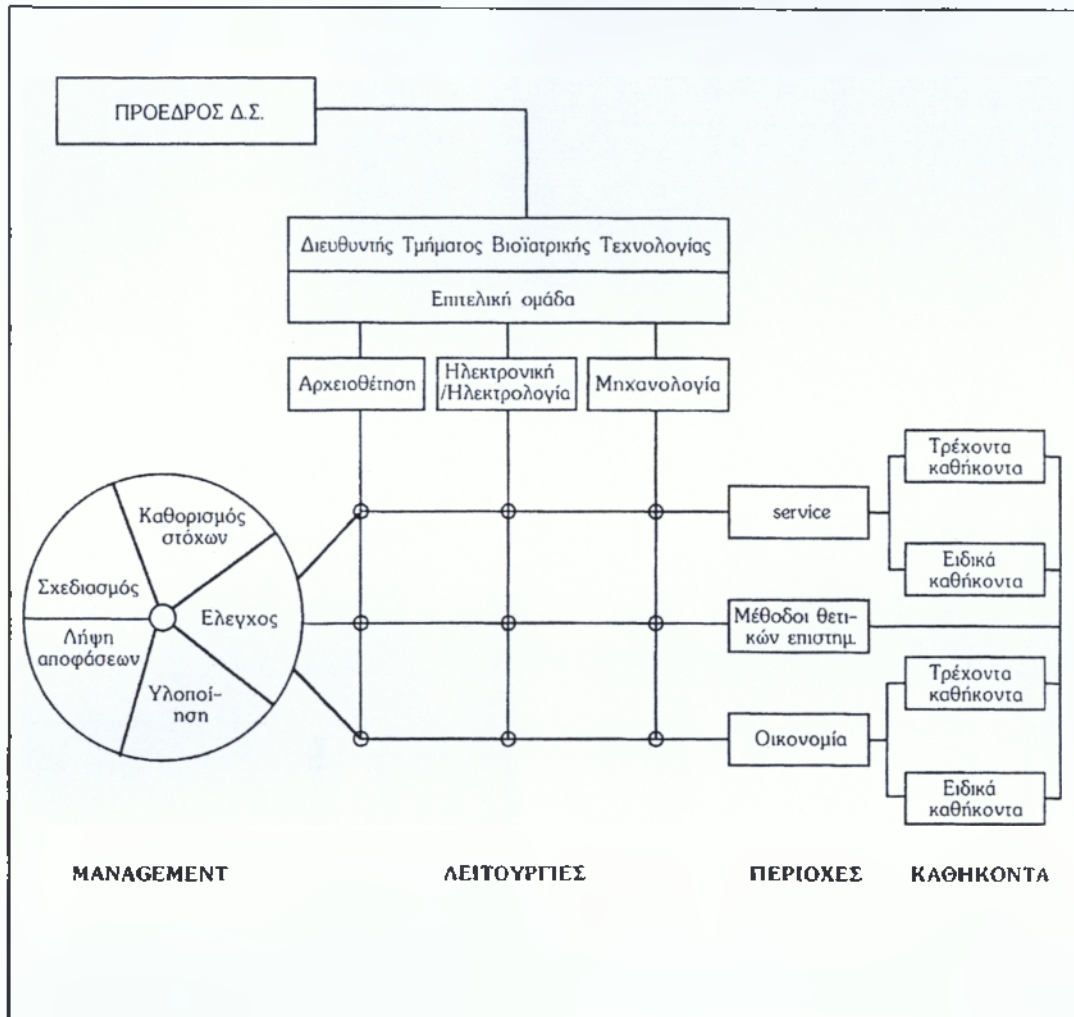 ΠΡΟΕΔΡΟΣ Δ.Σ.
Διευθυντής Τμήματος Βιοϊατρικής Τεχνολογίας
Επιτελική ομάδα
Αρχειοθέτηση
Ηλεκτρονική
/Ηλεκτρολογία
Μηχανολογία
Καθορισμός
στόχων
Σχεδιασμός
Ελεγχος
Λήψη
αποφάσεων
Υλοποί-
ηση
service
Μέθοδοι θετι-
κών επιστημ.
Οικονομία
Τρέχοντα
καθήκοντα
Ειδικά
καθήκοντα
Τρέχοντα
καθήκοντα
Ειδικά
καθήκοντα
MANAGEMENT
ΛΕΙΤΟΥΡΓΙΕΣ
ΠΕΡΙΟΧΕΣ
ΚΑΘΗΚΟΝΤΑ